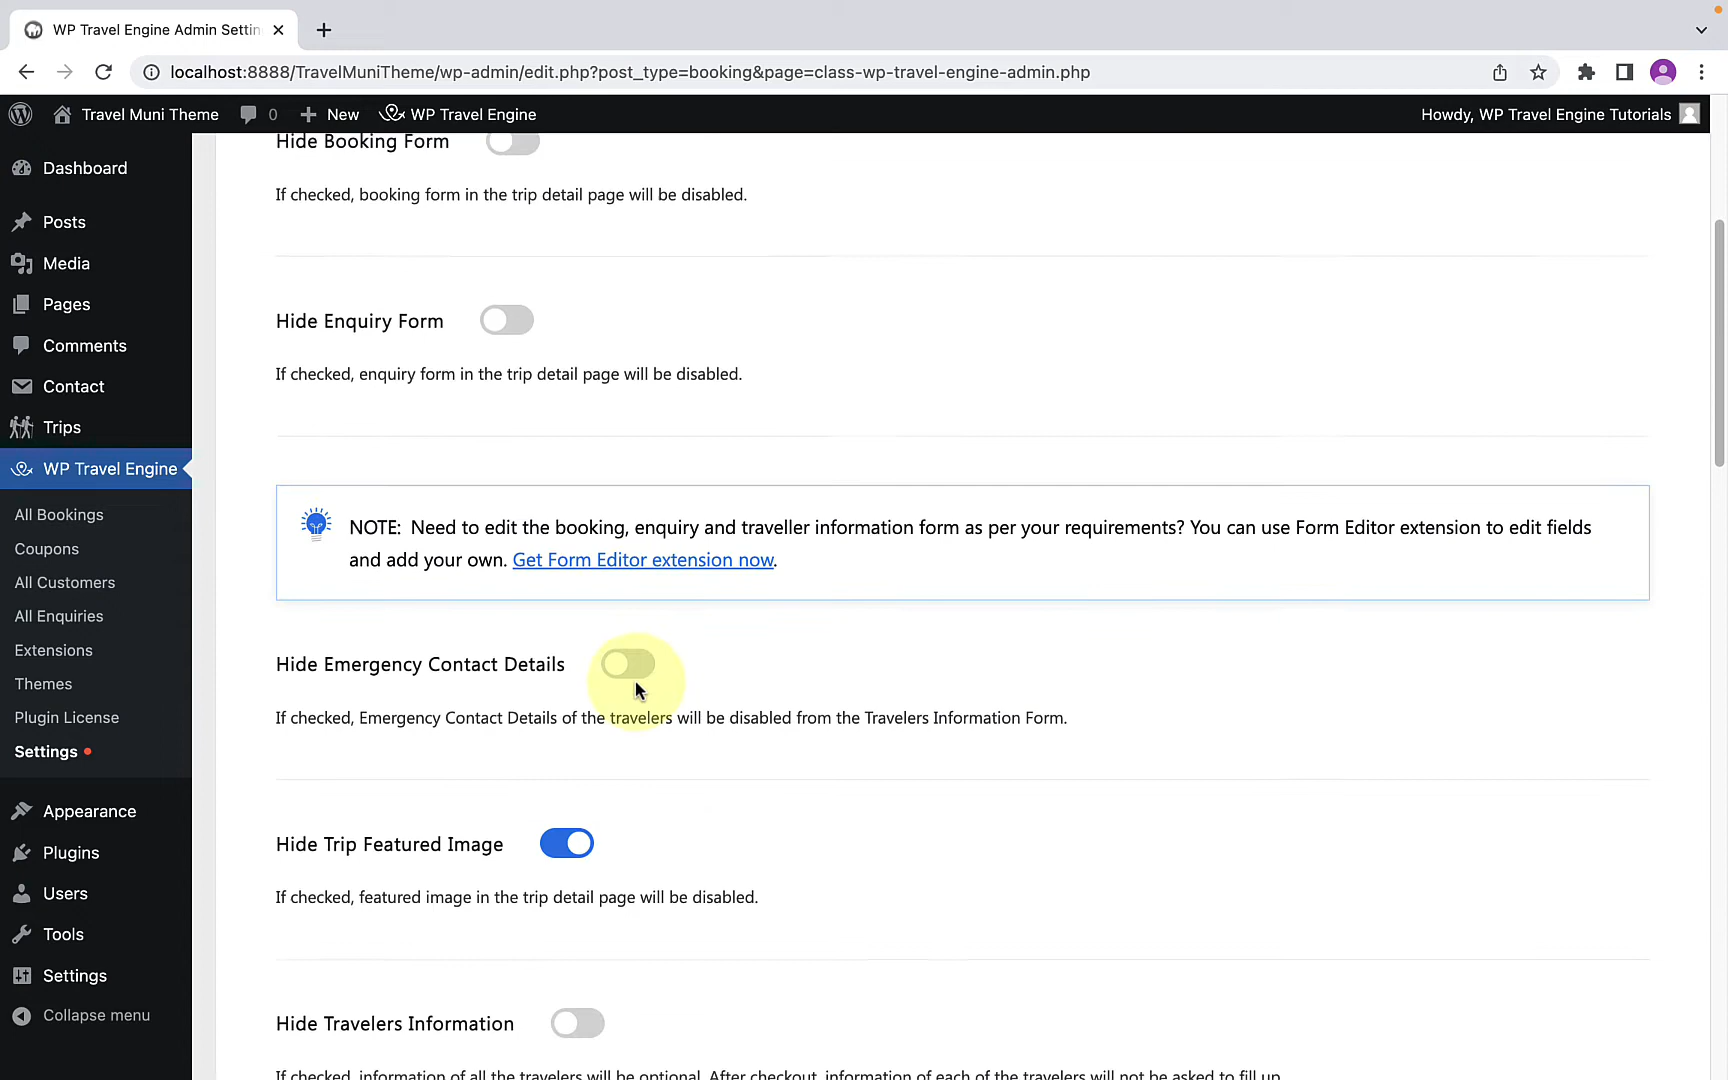 WP Travel Engine Admin Settin
localhost:8888/TravelMuniTheme/wp-admin/edit.php?post_type=booking&page=class-wp-travel-engine-admin.php
Travel Muni Theme 0 New WP Travel Engine Howdy, WP Travel Engine Tutorials
Dashboard
Posts
Media
Pages
Comments
Contact
Trips
WP Travel Engine
All Bookings
Coupons
All Customers
All Enquiries
Extensions
Themes
Plugin License
Settings
Appearance
Plugins
Users
Tools
Settings
Collapse menu
Hide Booking Form
If checked, booking form in the trip detail page will be disabled.
Hide Enquiry Form
If checked, enquiry form in the trip detail page will be disabled.
NOTE: Need to edit the booking, enquiry and traveller information form as per your requirements? You can use Form Editor extension to edit fields
and add your own. Get Form Editor extension now.
Hide Emergency Contact Details
If checked, Emergency Contact Details of the travelers will be disabled from the Travelers Information Form.
Hide Trip Featured Image
If checked, featured image in the trip detail page will be disabled.
Hide Travelers Information
If checked, information of all the travelers will be optional. After checkout, information of each of the travelers will not be asked to fill up.